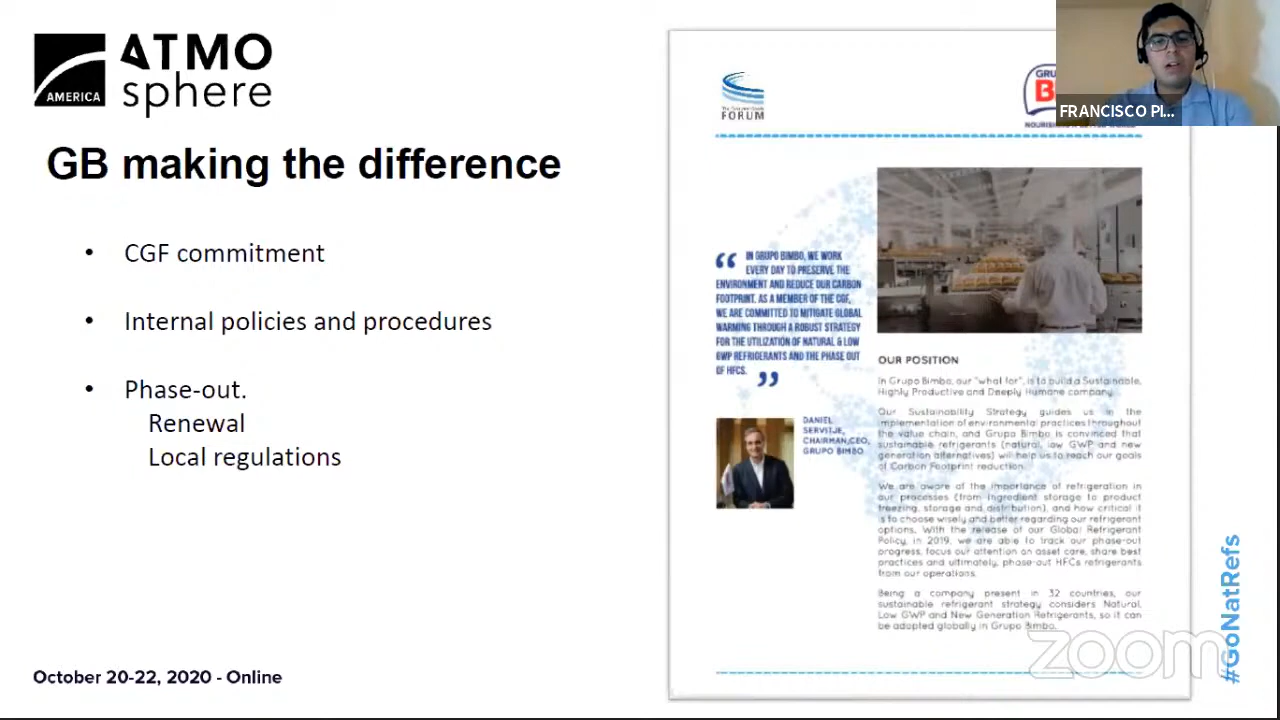 ATMO
sphere
AMERICA
GB making the difference
• CGF commitment
• Internal policies and procedures
• Phase-out.
Renewal
Local regulations
October 20-22, 2020 - Online
FORUM
GRU
B
FRANCISCO PI...
“ IN GRUPO BIMBO, WE WORK
EVERY DAY TO PRESERVE THE
ENVIRONMENT AND REDUCE OUR CARBON
FOOTPRINT. AS A MEMBER OF THE CGF,
WE ARE COMMITTED TO MITIGATE GLOBAL
WARMING THROUGH A ROBUST STRATEGY
FOR THE UTILIZATION OF NATURAL & LOW
GWP REFRIGERANTS AND THE PHASE OUT
OF HFCS. ”
DANIEL
SERVITJE,
CHAIRMAN,CEO,
GRUPO BIMBO
OUR POSITION
In Grupo Bimbo, our "what for", is to build a Sustainable,
Highly Productive and Deeply Humane company.
Our Sustainability Strategy guides us in the
implementation of environmental practices throughout
the value chain, and Grupo Bimbo is convinced that
sustainable refrigerants (natural, low GWP and new
generation alternatives) will help us to reach our goals
of Carbon Footprint reduction.
We are aware of the importance of refrigeration in
our processes (from ingredient storage to product
freezing, storage and distribution), and how critical it
is to choose wisely and better regarding our refrigerant
options. With the release of our Global Refrigerant
Policy, in 2019, we are able to track our phase-out
progress, focus our attention on asset care, share best
practices and ultimately, phase-out HFCs refrigerants
from our operations.
Being a company present in 32 countries, our
sustainable refrigerant strategy considers Natural,
Low GWP and New Generation Refrigerants, so it can
be adopted globally in Grupo Bimbo.
zoom
#GoNatRefs